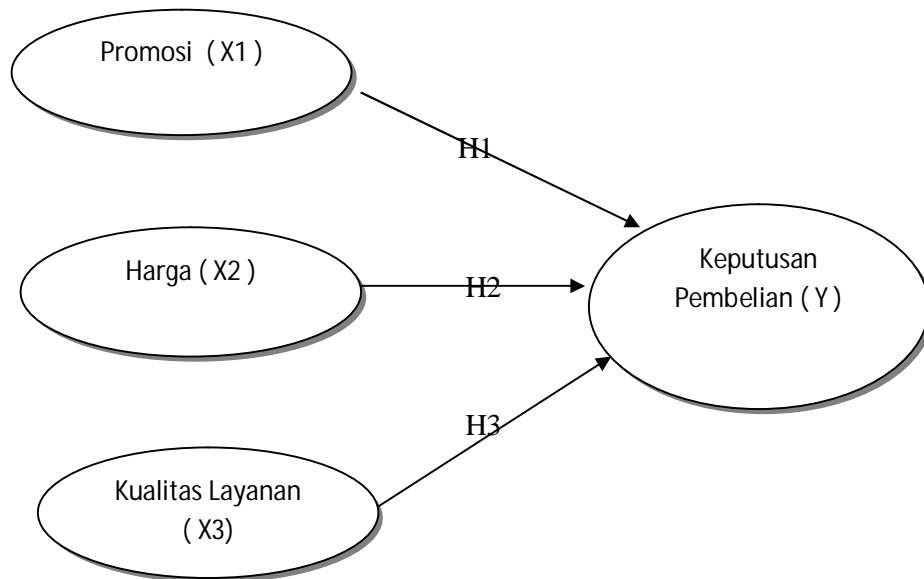 Promosi ( X1 )
H1
Harga ( X2 )
H2
Keputusan
Pembelian ( Y )
H3
Kualitas Layanan
( X3)